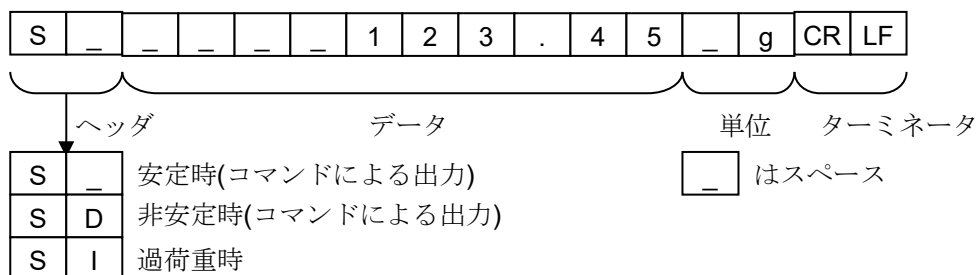 S _ _ _ _ _ 1 2 3 . 4 5 _ g CR LF
ヘッダ データ 単位 ターミネータ
S _ 安定時(コマンドによる出力) _ はスペース
S D 非安定時(コマンドによる出力)
S I 過荷重時